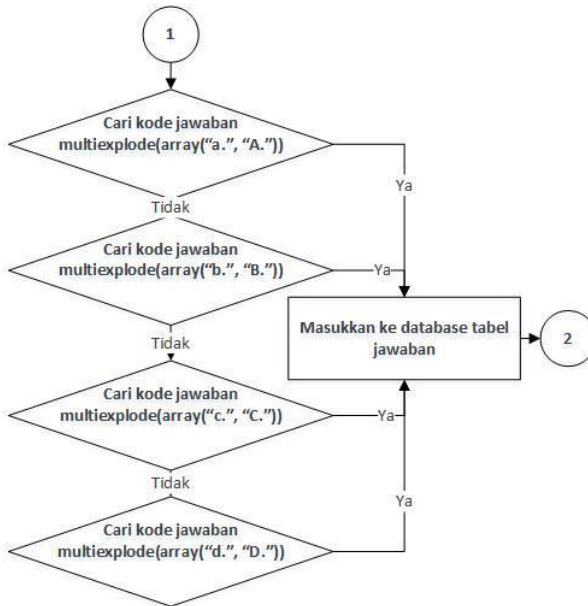 1
Cari kode jawaban
multiexplode(array(“a.”, “A.”))
Ya
Tidak
Cari kode jawaban
multiexplode(array(“b.”, “B.”))
Ya
Masukkan ke database tabel
jawaban
2
Tidak
Cari kode jawaban
multiexplode(array(“c.”, “C.”))
Ya
Tidak
Ya
Cari kode jawaban
multiexplode(array(“d.”, “D.”))